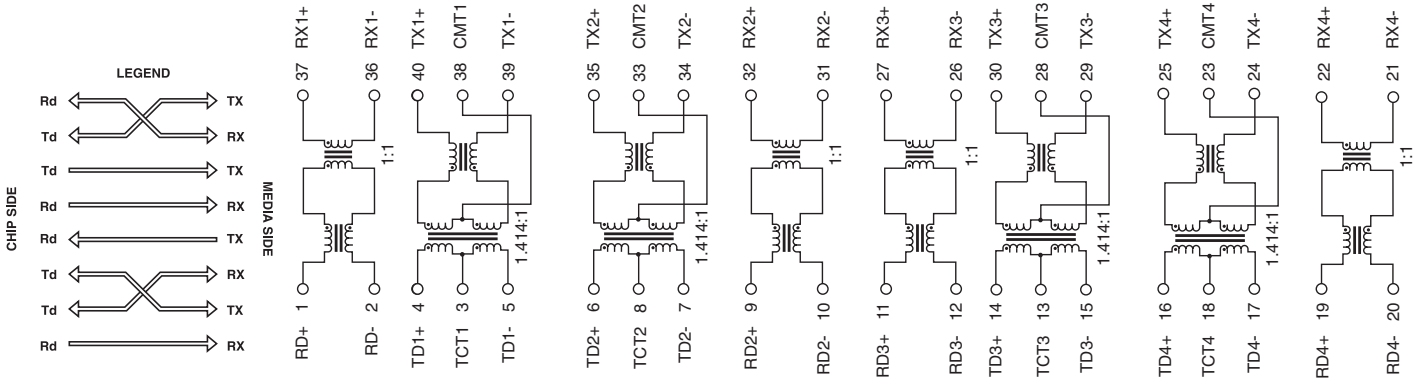 LEGEND
CHIP SIDE
MEDIA SIDE
Rd TX
Td RX
Td TX
Rd RX
Rd TX
Td RX
Td TX
Rd RX
RX1+ RX1- TX1+ CMT1 TX1- TX2+ CMT2 TX2- RX2+ RX2- RX3+ RX3- TX3+ CMT3 TX3- TX4+ CMT4 TX4- RX4+ RX4-
37 36 40 38 39 35 33 34 32 31 27 26 30 28 29 25 23 24 22 21
1:1 1.414:1 1.414:1 1:1 1:1 1.414:1 1.414:1 1:1
1 2 4 3 5 6 8 7 9 10 11 12 14 13 15 16 18 17 19 20
RD+ RD- TD1+ TCT1 TD1- TD2+ TCT2 TD2- RD2+ RD2- RD3+ RD3- TD3+ TCT3 TD3- TD4+ TCT4 TD4- RD4+ RD4-